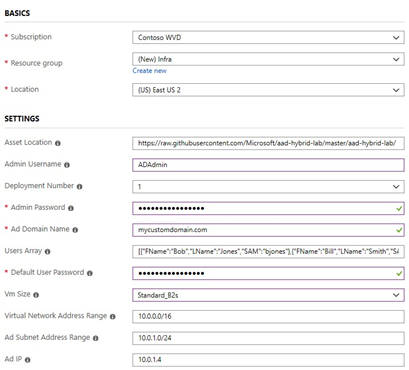 BASICS
* Subscription Contoso WVD
* Resource group (New) Infra
Create new
* Location (US) East US 2
SETTINGS
Asset Location https://raw.githubusercontent.com/Microsoft/aad-hybrid-lab/master/aad-hybrid-lab/
Admin Username ADAdmin
Deployment Number 1
* Admin Password ••••••••••••••••
* Ad Domain Name mycustomdomain.com
Users Array [{"FName":"Bob","LName":"Jones","SAM":"bjones"},{"FName":"Bill","LName":"Smith","SA
* Default User Password ••••••••••••••••
Vm Size Standard_B2s
Virtual Network Address Range 10.0.0.0/16
Ad Subnet Address Range 10.0.1.0/24
Ad IP 10.0.1.4